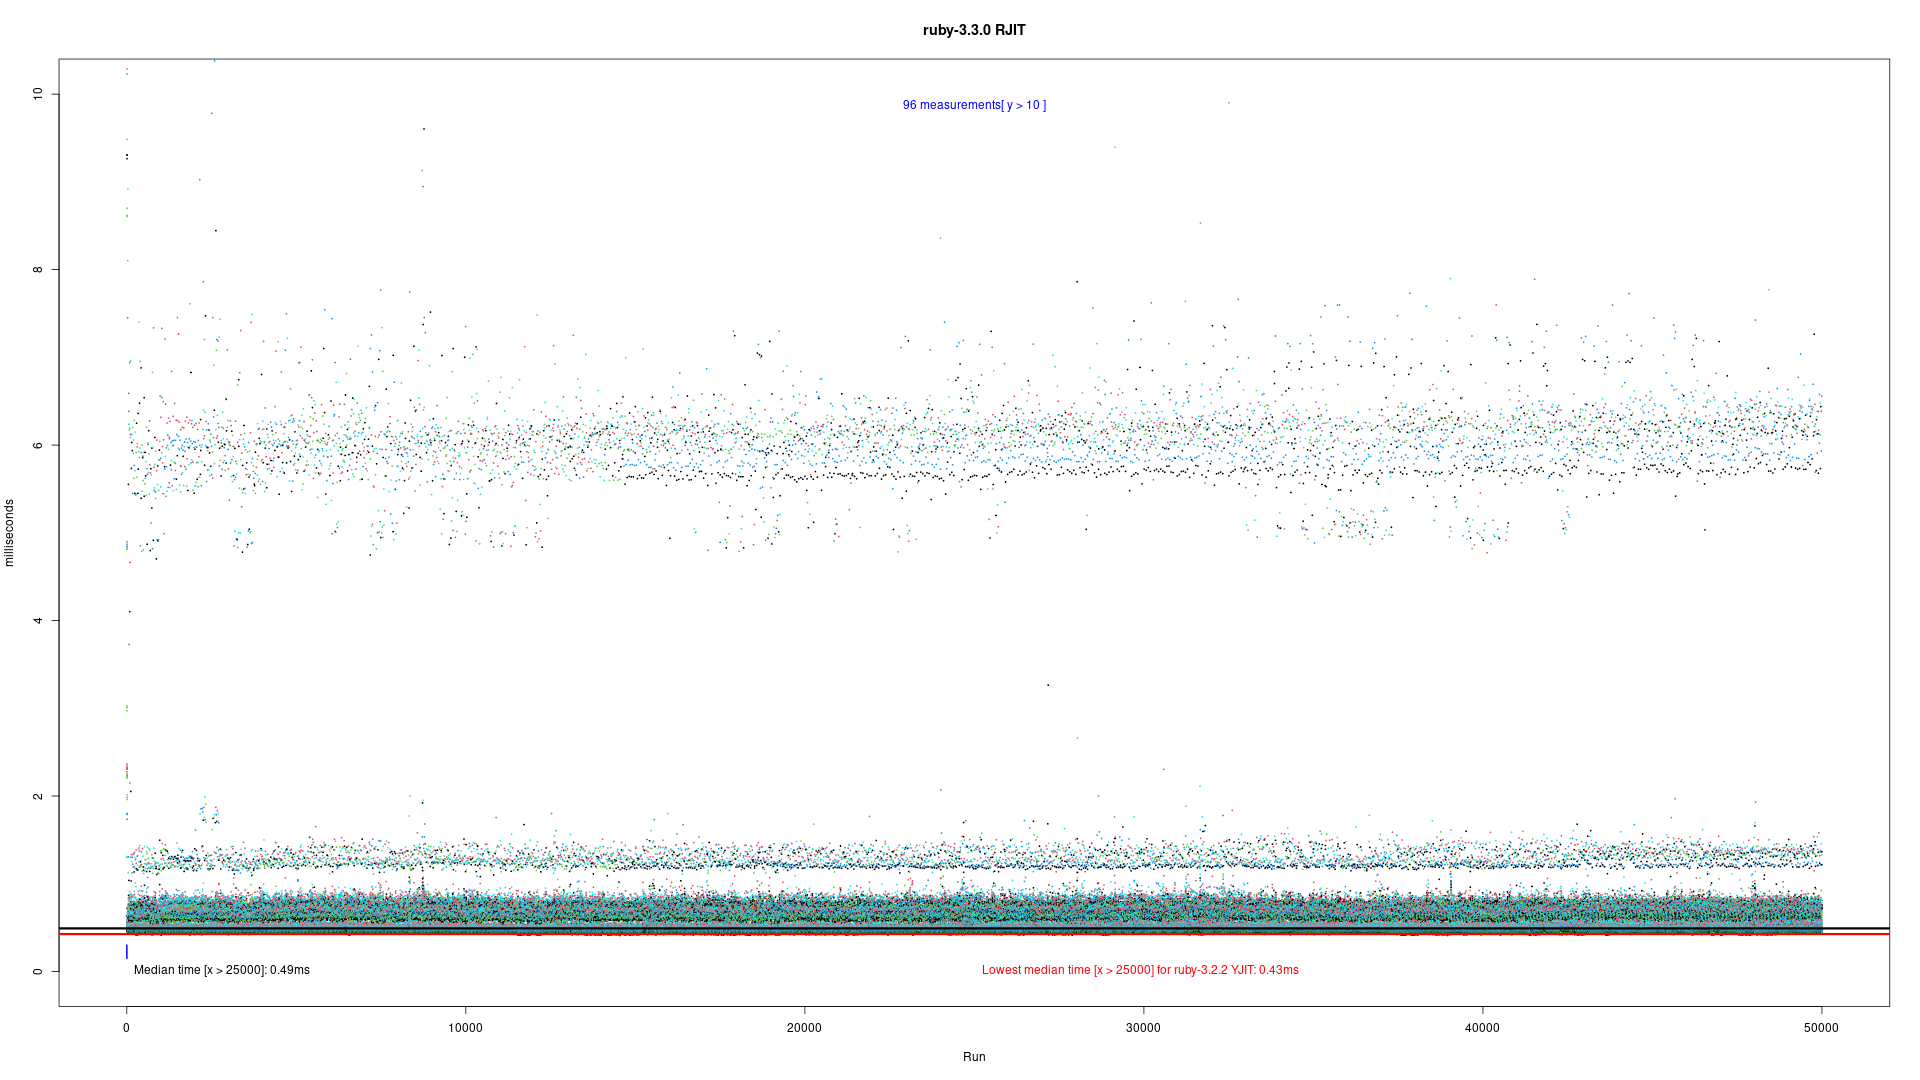 ruby-3.3.0 RJIT
96 measurements[ y > 10 ]
milliseconds
10
8
6
4
2
0
Median time [x > 25000]: 0.49ms
Lowest median time [x > 25000] for ruby-3.2.2 YJIT: 0.43ms
0 10000 20000 30000 40000 50000
Run